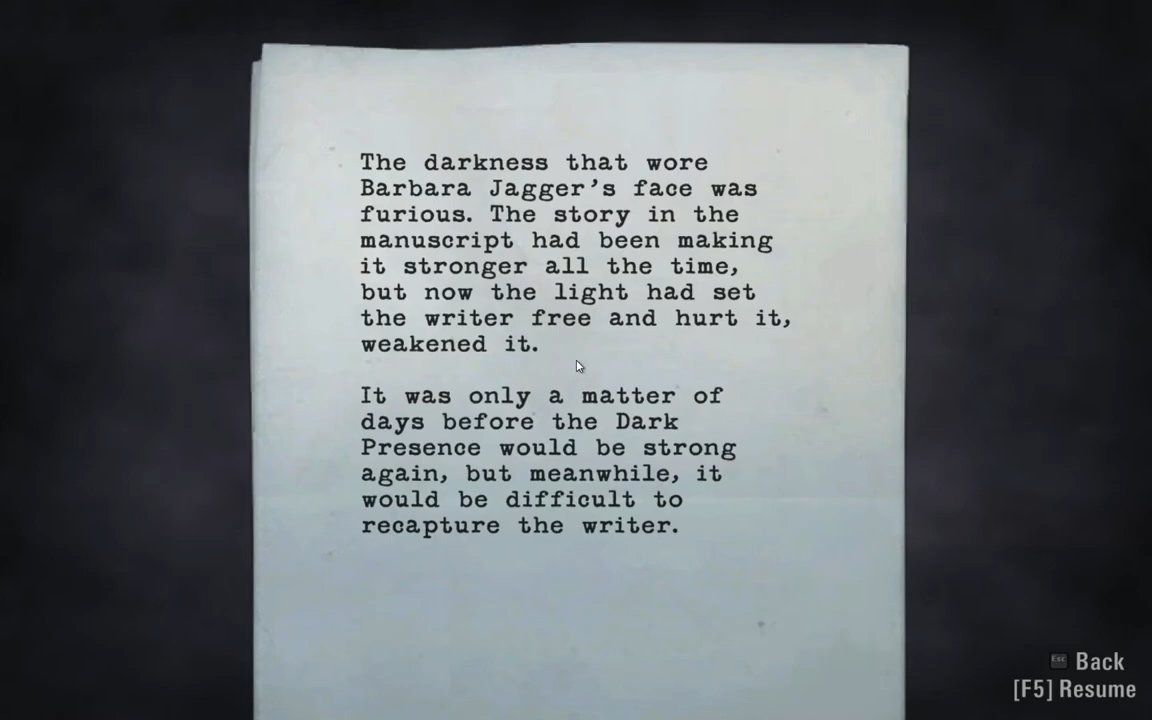 The darkness that wore
Barbara Jagger's face was
furious. The story in the
manuscript had been making
it stronger all the time,
but now the light had set
the writer free and hurt it,
weakened it.
It was only a matter of
days before the Dark
Presence would be strong
again, but meanwhile, it
would be difficult to
recapture the writer.
Esc Back
[F5] Resume